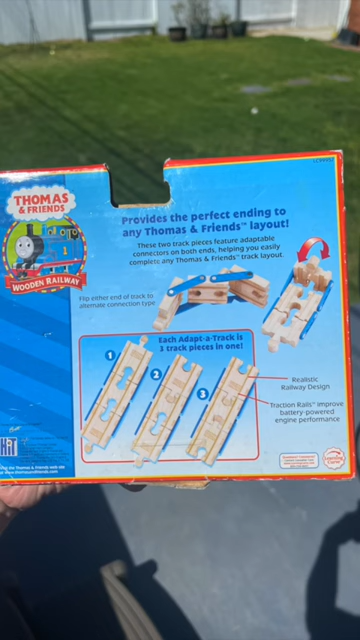 THOMAS
& FRIENDS
WOODEN RAILWAY
Provides the perfect ending to
any Thomas & Friends™ layout!
These two track pieces feature adaptable
connectors on both ends, helping you easily
complete any Thomas & Friends™ track layout.
Flip either end of track to
alternate connection type
Each Adapt-a-Track is
3 track pieces in one!
1
2
3
Realistic
Railway Design
Traction Rails™ improve
battery-powered
engine performance
HiT
Learning
Curve